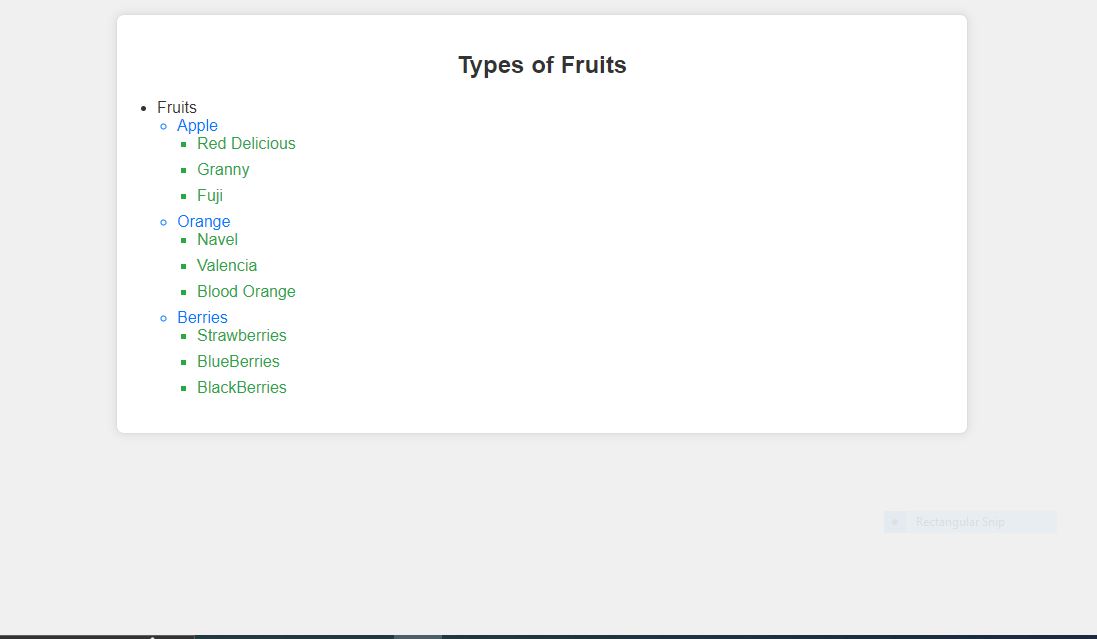 Types of Fruits
Fruits
Apple
Red Delicious
Granny
Fuji
Orange
Navel
Valencia
Blood Orange
Berries
Strawberries
BlueBerries
BlackBerries
Rectangular Snip